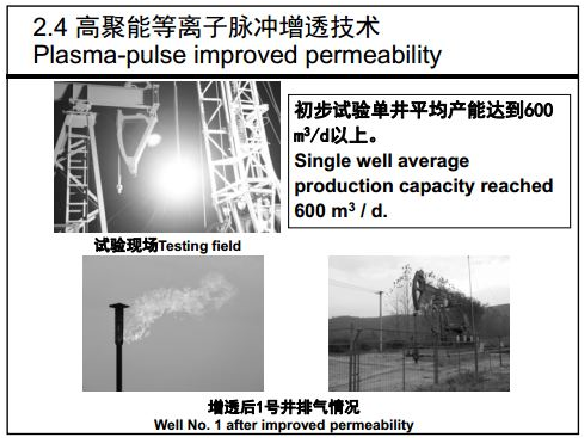 2.4 高聚能等离子脉冲增透技术
Plasma-pulse improved permeability
初步试验单井平均产能达到600
m³/d以上。
Single well average
production capacity reached
600 m³ / d.
试验现场Testing field
增透后1号井排气情况
Well No. 1 after improved permeability